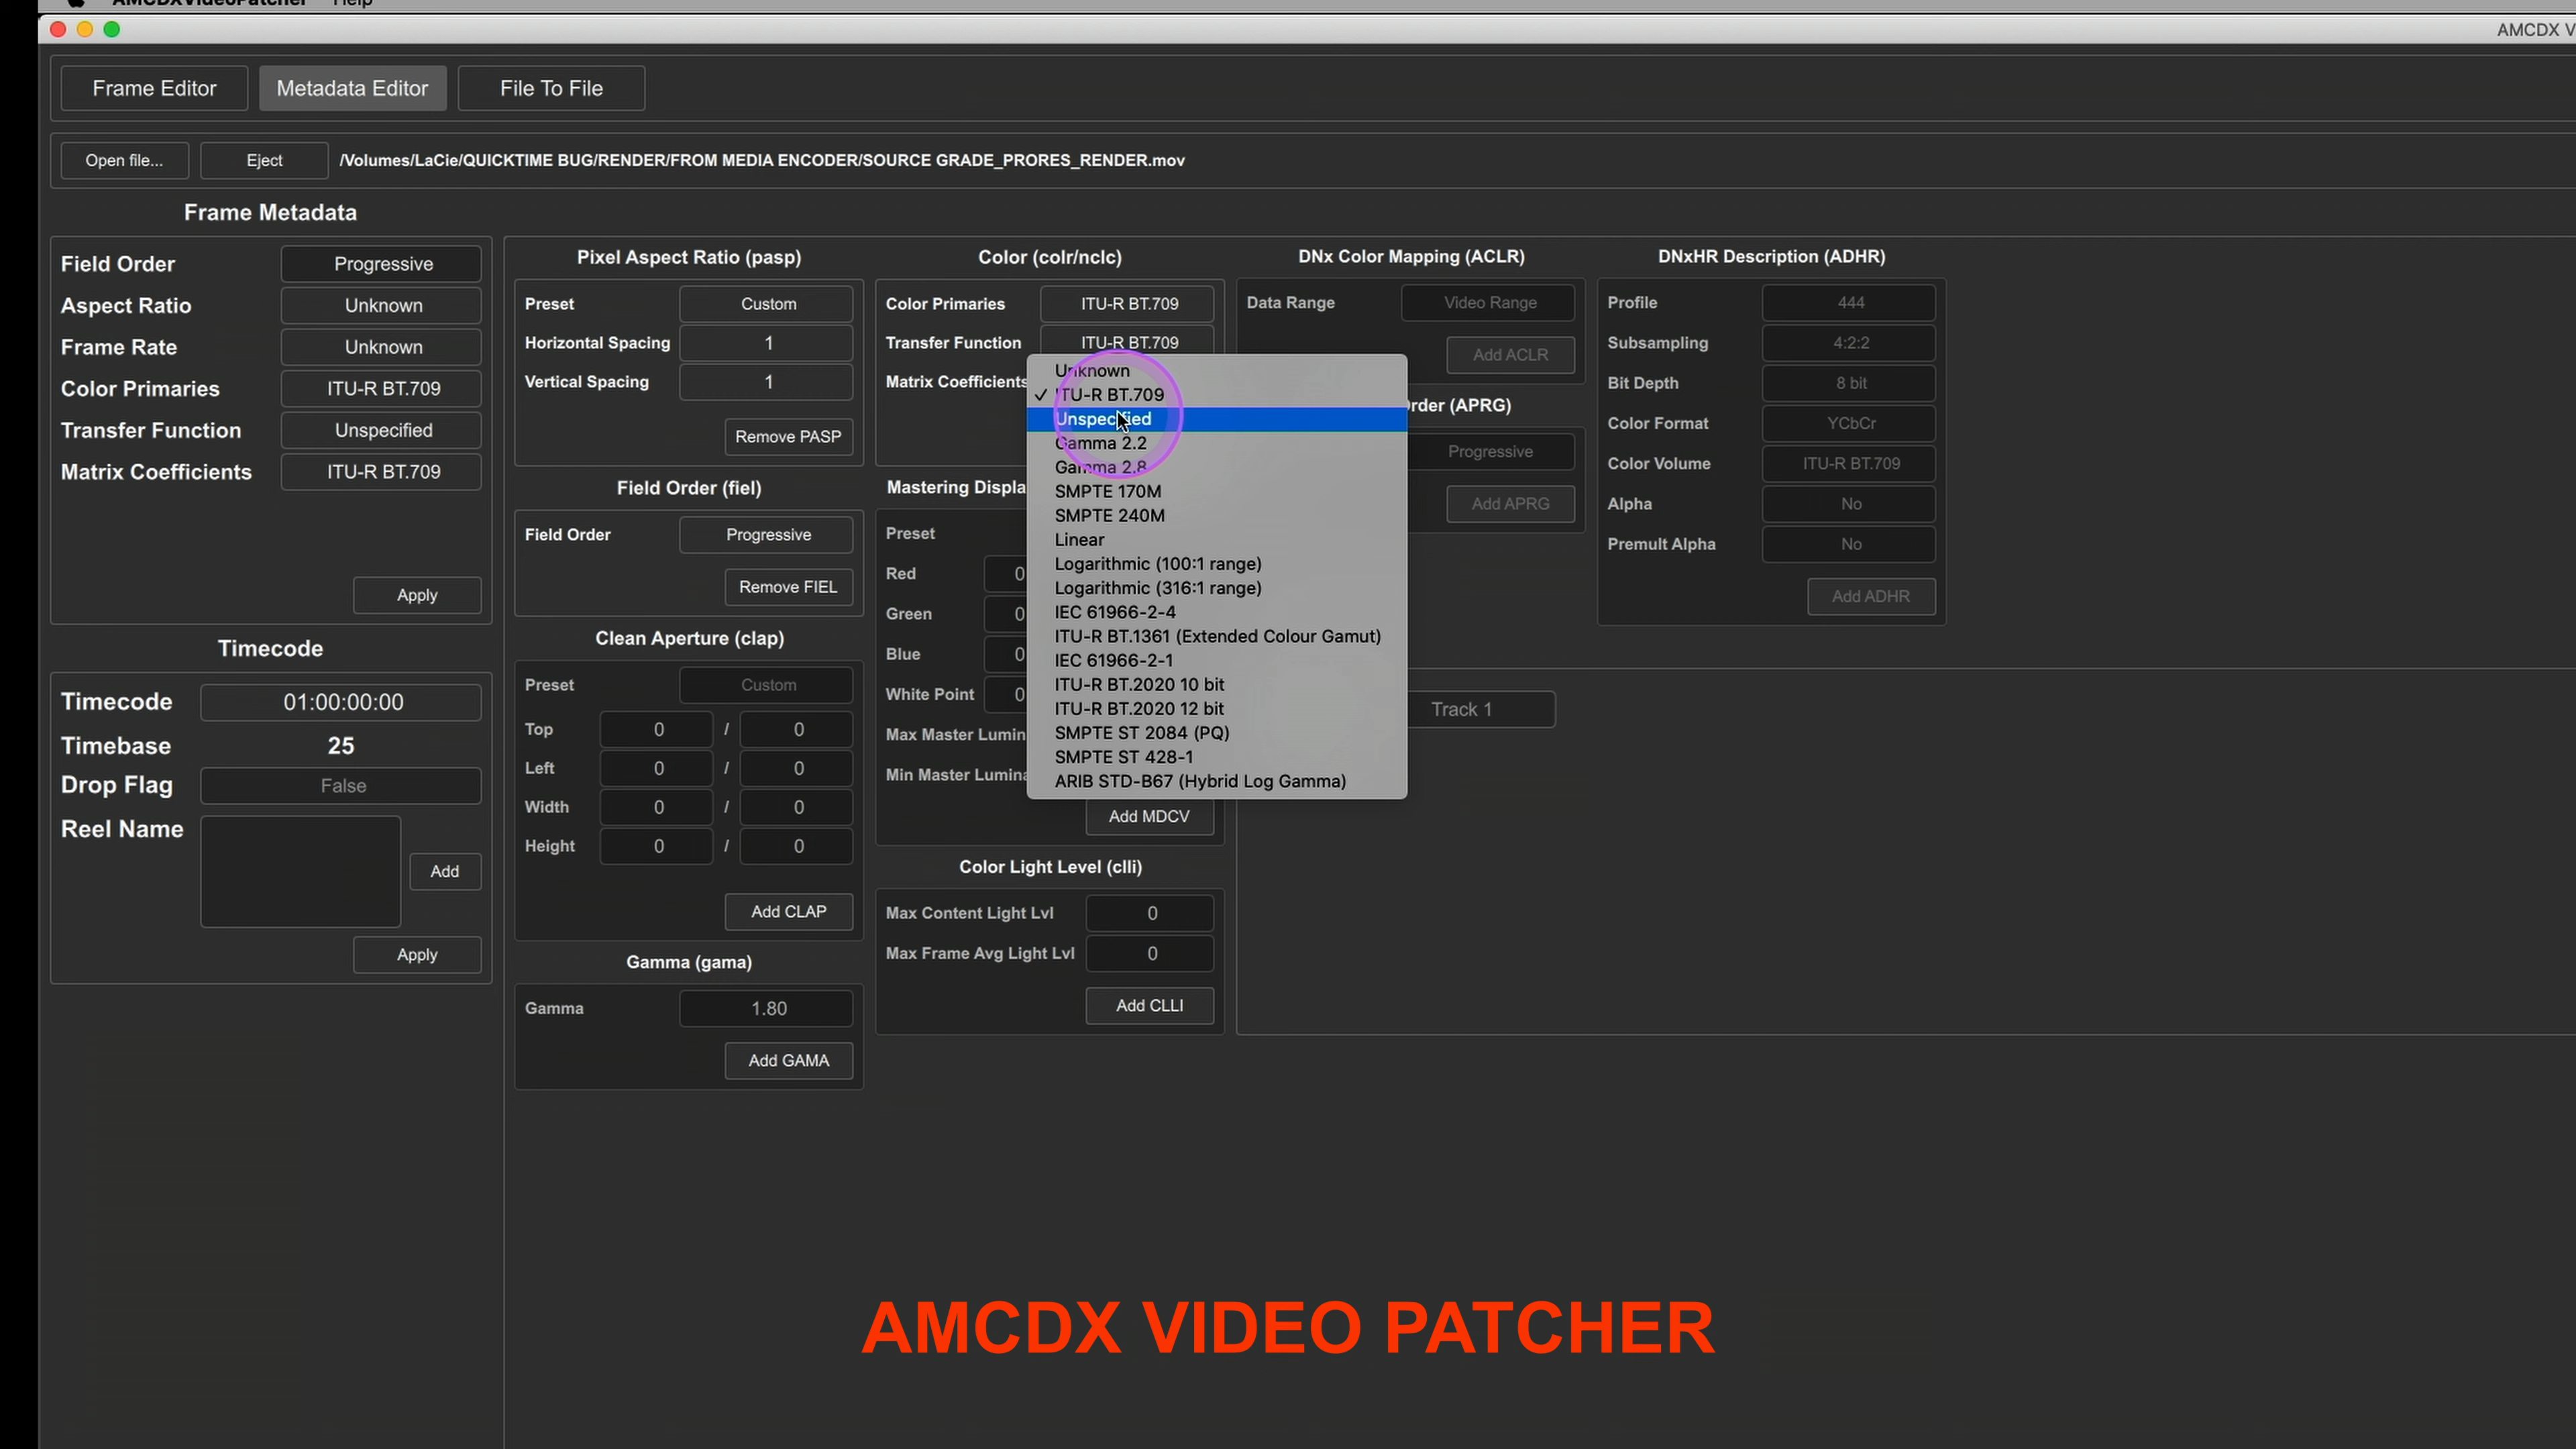 AMCDXVideoPatcher Help
AMCDX V
Frame Editor
Metadata Editor
File To File
Open file...
Eject
/Volumes/LaCie/QUICKTIME BUG/RENDER/FROM MEDIA ENCODER/SOURCE GRADE_PRORES_RENDER.mov
Frame Metadata
Field Order Progressive
Aspect Ratio Unknown
Frame Rate Unknown
Color Primaries ITU-R BT.709
Transfer Function Unspecified
Matrix Coefficients ITU-R BT.709
Apply
Timecode
Timecode 01:00:00:00
Timebase 25
Drop Flag False
Reel Name
Add
Apply
Pixel Aspect Ratio (pasp)
Preset Custom
Horizontal Spacing 1
Vertical Spacing 1
Remove PASP
Field Order (fiel)
Field Order Progressive
Remove FIEL
Clean Aperture (clap)
Preset Custom
Top 0 / 0
Left 0 / 0
Width 0 / 0
Height 0 / 0
Add CLAP
Gamma (gama)
Gamma 1.80
Add GAMA
Color (colr/nclc)
Color Primaries ITU-R BT.709
Transfer Function ITU-R BT.709
Matrix Coefficients
Unknown
✓ ITU-R BT.709
Unspecified
Gamma 2.2
Gamma 2.8
SMPTE 170M
SMPTE 240M
Linear
Logarithmic (100:1 range)
Logarithmic (316:1 range)
IEC 61966-2-4
ITU-R BT.1361 (Extended Colour Gamut)
IEC 61966-2-1
ITU-R BT.2020 10 bit
ITU-R BT.2020 12 bit
SMPTE ST 2084 (PQ)
SMPTE ST 428-1
ARIB STD-B67 (Hybrid Log Gamma)
Mastering Displa
Preset
Red 0
Green 0
Blue 0
White Point 0
Max Master Lumin
Min Master Lumina
Add MDCV
Color Light Level (clli)
Max Content Light Lvl 0
Max Frame Avg Light Lvl 0
Add CLLI
DNx Color Mapping (ACLR)
Data Range Video Range
Add ACLR
Order (APRG)
Progressive
Add APRG
Track 1
DNxHR Description (ADHR)
Profile 444
Subsampling 4:2:2
Bit Depth 8 bit
Color Format YCbCr
Color Volume ITU-R BT.709
Alpha No
Premult Alpha No
Add ADHR
AMCDX VIDEO PATCHER